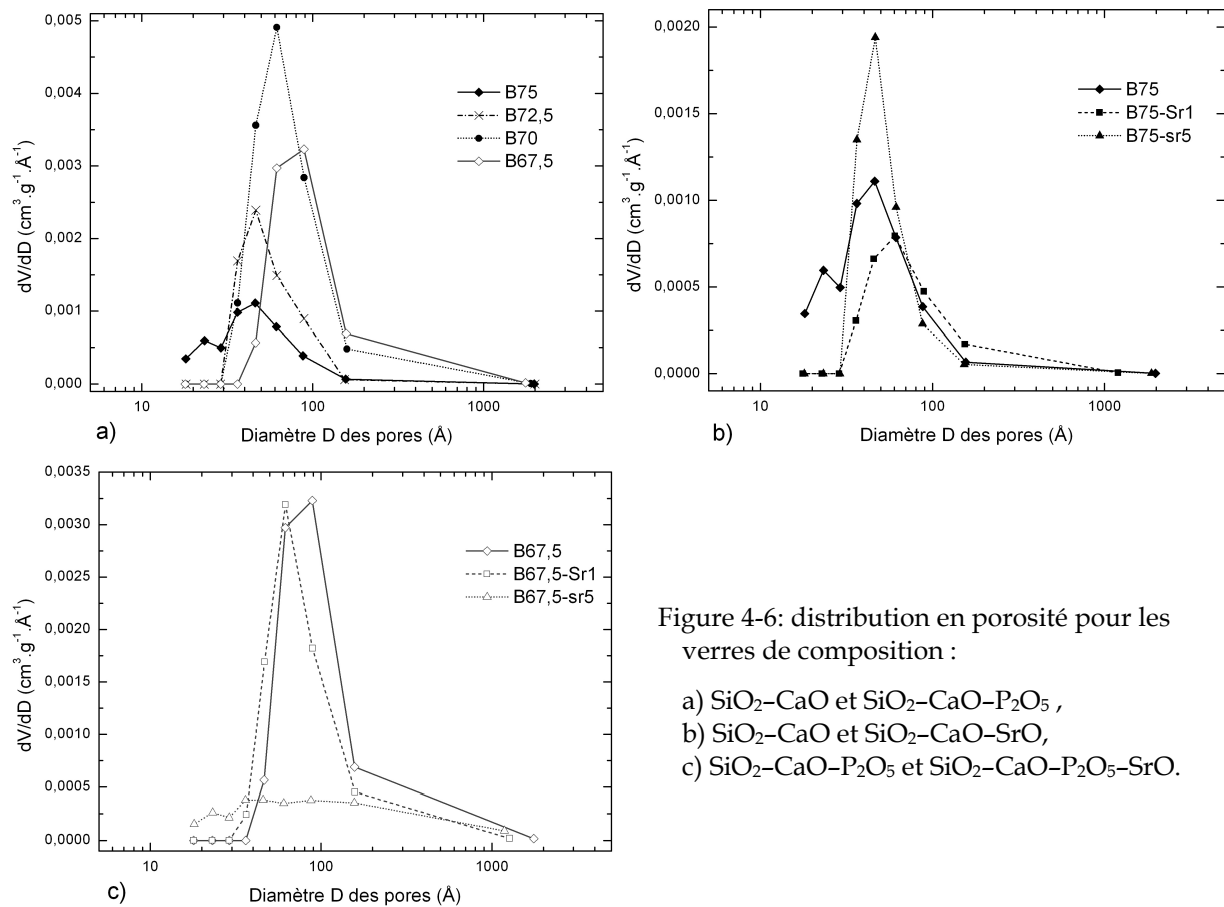 0,005
0,004
0,003
0,002
0,001
0,000
dV/dD (cm³.g⁻¹.Å⁻¹)
B75
B72,5
B70
B67,5
10
100
1000
a)
Diamètre D des pores (Å)
0,0020
0,0015
0,0010
0,0005
0,0000
dV/dD (cm³.g⁻¹.Å⁻¹)
B75
B75-Sr1
B75-sr5
10
100
1000
b)
Diamètre D des pores (Å)
0,0035
0,0030
0,0025
0,0020
0,0015
0,0010
0,0005
0,0000
dV/dD (cm³.g⁻¹.Å⁻¹)
B67,5
B67,5-Sr1
B67,5-sr5
10
100
1000
c)
Diamètre D des pores (Å)
Figure 4-6: distribution en porosité pour les
verres de composition :
a) SiO₂–CaO et SiO₂–CaO–P₂O₅ ,
b) SiO₂–CaO et SiO₂–CaO–SrO,
c) SiO₂–CaO–P₂O₅ et SiO₂–CaO–P₂O₅–SrO.